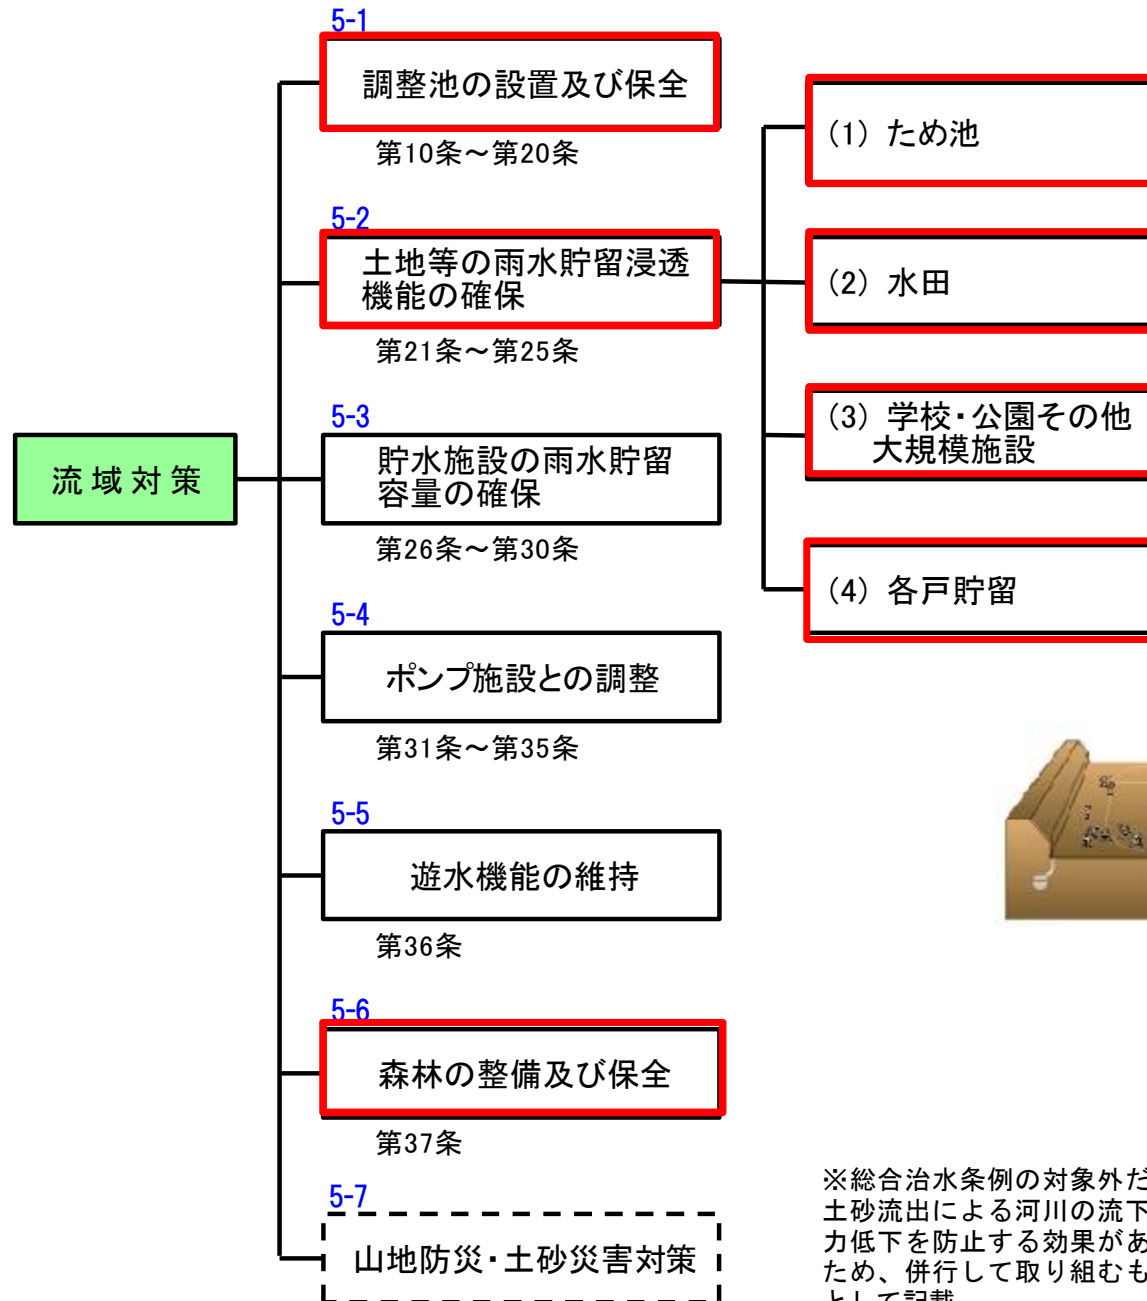 流域対策
5-1
調整池の設置及び保全
第10条～第20条
5-2
土地等の雨水貯留浸透
機能の確保
第21条～第25条
(1) ため池
(2) 水田
(3) 学校・公園その他
大規模施設
(4) 各戸貯留
5-3
貯水施設の雨水貯留
容量の確保
第26条～第30条
5-4
ポンプ施設との調整
第31条～第35条
5-5
遊水機能の維持
第36条
5-6
森林の整備及び保全
第37条
5-7
山地防災・土砂災害対策
※総合治水条例の対象外だ
土砂流出による河川の流下
力低下を防止する効果があ
ため、併行して取り組むも
として記載